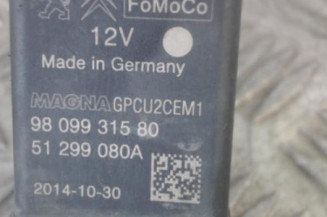 FoMoCo
12V
Made in Germany
MAGNA GPCU2CEM1
98 099 315 80
51 299 080A
2014-10-30